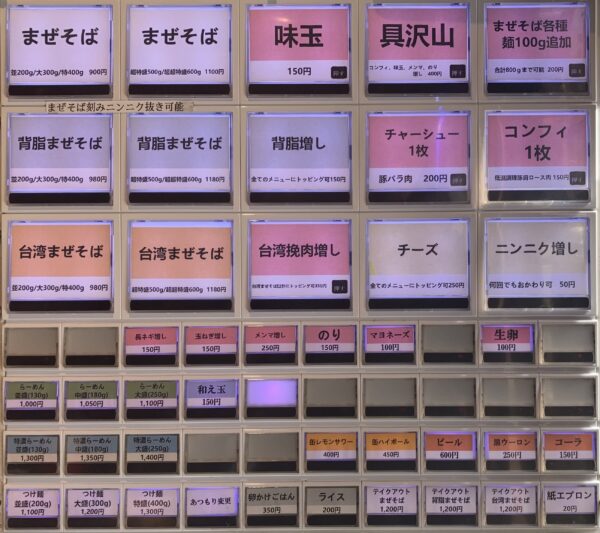 まぜそば
並200g/大300g/特400g 900円
まぜそば
超特盛500g/超超特盛600g 1100円
味玉
150円
押す
具沢山
コンフィ、味玉、メンマ、のり
増し 400円
押す
まぜそば各種
麺100g追加
合計800gまで可能 200円
まぜそば刻みニンニク抜き可能
背脂まぜそば
並200g/大300g/特400g 980円
背脂まぜそば
超特盛500g/超超特盛600g 1180円
背脂増し
全てのメニューにトッピング可150円
チャーシュー
1枚
豚バラ肉 200円
コンフィ
1枚
低温調理豚肩ロース肉 150円
台湾まぜそば
並200g/大300g/特400g 980円
台湾まぜそば
超特盛500g/超超特盛600g 1180円
台湾挽肉増し
チーズ
全てのメニューにトッピング可250円
ニンニク増し
何回でもおかわり可 50円
長ネギ増し
150円
玉ねぎ増し
150円
メンマ増し
250円
のり
150円
マヨネーズ
100円
生卵
100円
らーめん
並盛(130g)
1,000円
らーめん
中盛(180g)
1,050円
らーめん
大盛(250g)
1,100円
和え玉
150円
特濃らーめん
並盛(130g)
1,300円
特濃らーめん
中盛(180g)
1,350円
特濃らーめん
大盛(250g)
1,400円
缶レモンサワー
400円
缶ハイボール
450円
ビール
600円
黒ウーロン
250円
コーラ
150円
つけ麺
並盛(200g)
1,100円
つけ麺
大盛(300g)
1,200円
つけ麺
特盛(400g)
1,300円
あつもり変更
卵かけごはん
350円
ライス
200円
テイクアウト
まぜそば
1,200円
テイクアウト
背脂まぜそば
1,200円
テイクアウト
台湾まぜそば
1,200円
紙エプロン
20円